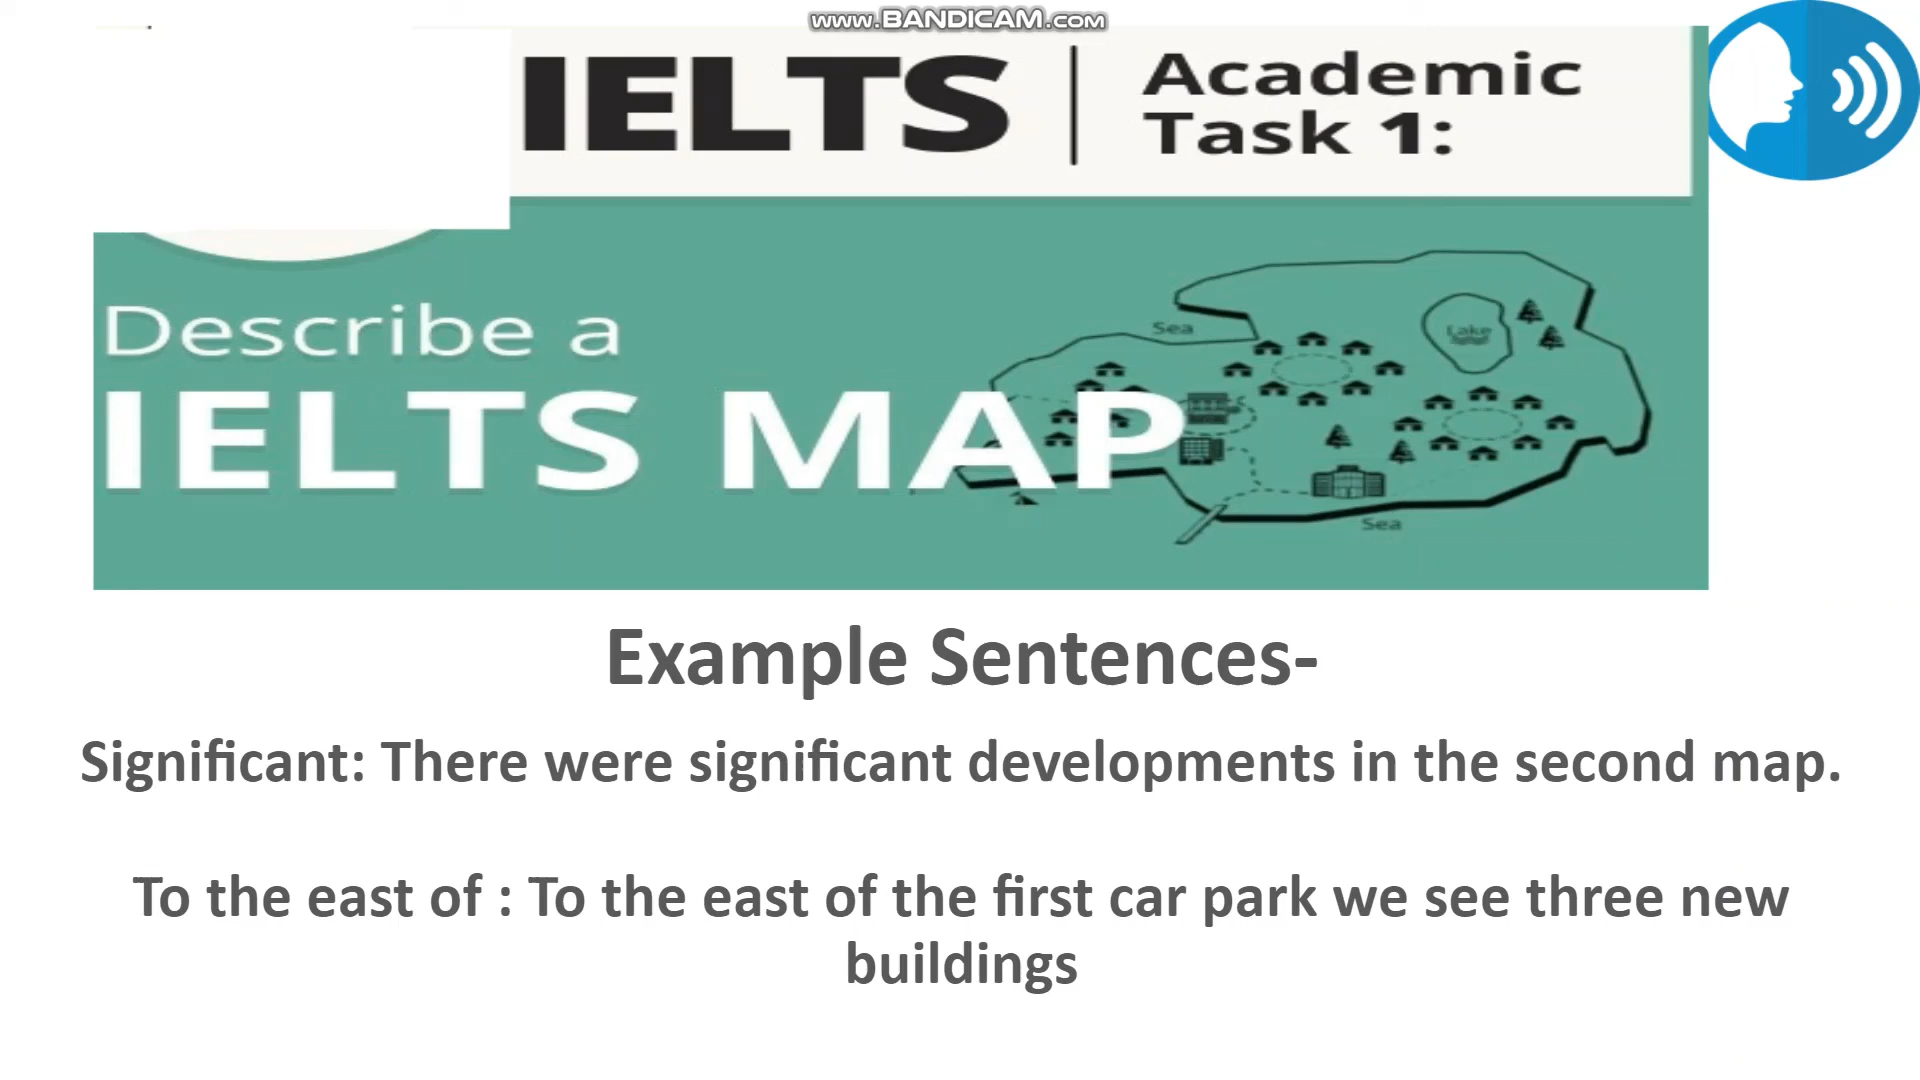 www.BANDICAM.com
IELTS
Academic
Task 1:
Describe a
IELTS MAP
Sea
Lake
Sea
Example Sentences-
Significant: There were significant developments in the second map.
To the east of : To the east of the first car park we see three new
buildings